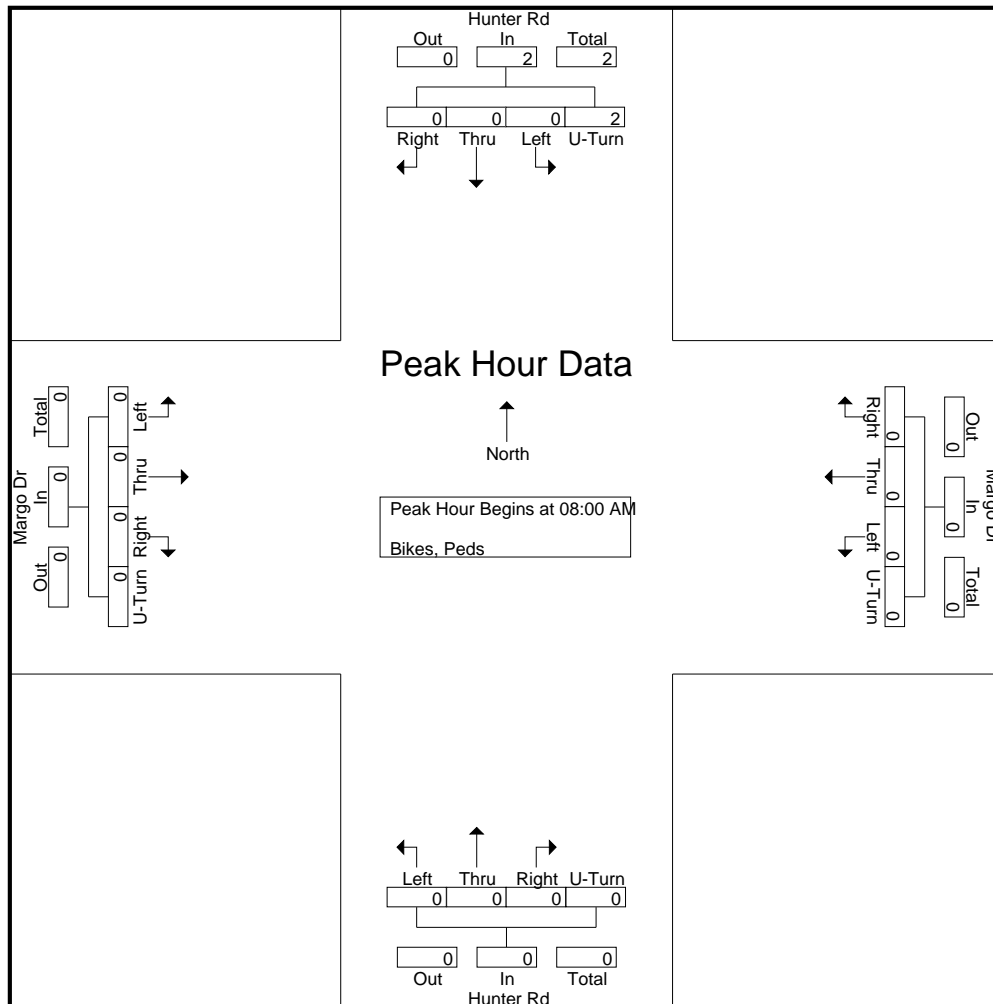 Hunter Rd
Out In Total
0 2 2
0 0 0 2
Right Thru Left U-Turn
Peak Hour Data
North
Peak Hour Begins at 08:00 AM
Bikes, Peds
Margo Dr
Total In Out
0 0 0
0 0 0 0
Left Thru Right U-Turn
Right Thru Left U-Turn
0 0 0 0
Out In Total
0 0 0
Margo Dr
Left Thru Right U-Turn
0 0 0 0
0 0 0
Out In Total
Hunter Rd